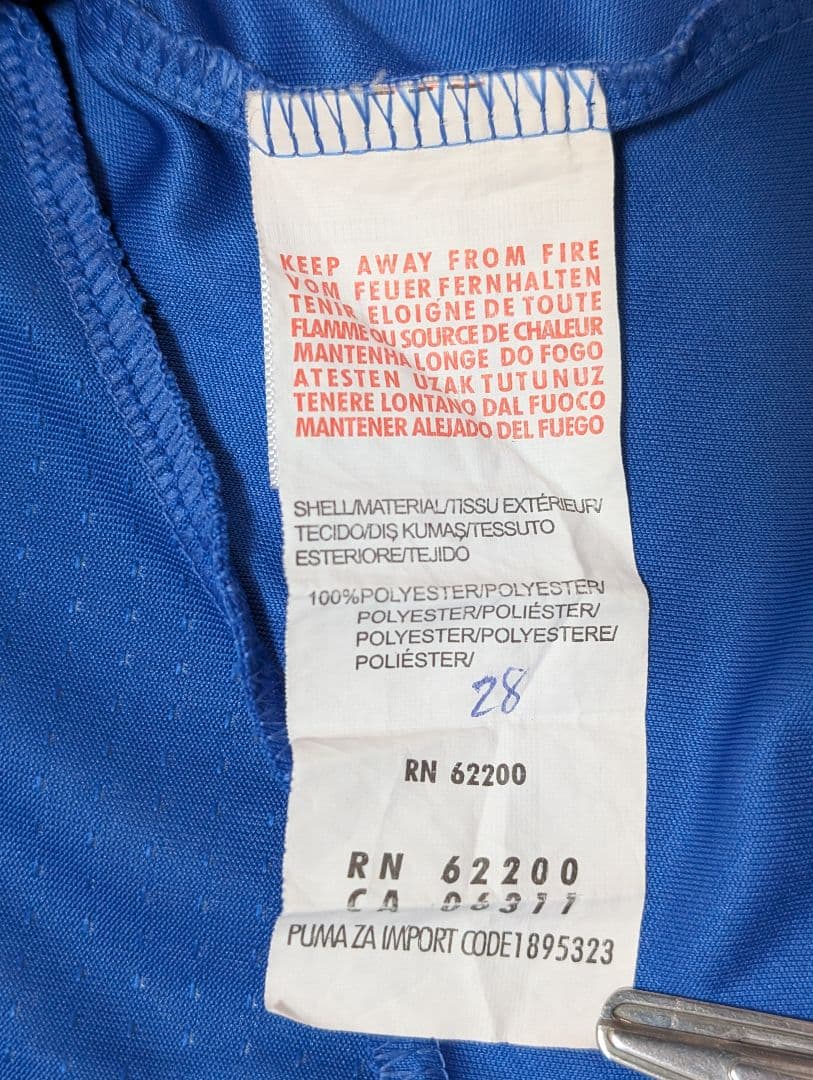 KEEP AWAY FROM FIRE
VOM FEUER FERNHALTEN
TENIR ELOIGNE DE TOUTE
FLAMME OU SOURCE DE CHALEUR
MANTENHA LONGE DO FOGO
ATESTEN UZAK TUTUNUZ
TENERE LONTANO DAL FUOCO
MANTENER ALEJADO DEL FUEGO
SHELL/MATERIAL/TISSU EXTÉRIEUR/
TECIDO/DIŞ KUMAŞ/TESSUTO
ESTERIORE/TEJIDO
100%POLYESTER/POLYESTER/
POLYESTER/POLIÉSTER/
POLYESTER/POLYESTERE/
POLIÉSTER/
28
RN 62200
RN 62200
CA 06311
PUMA ZA IMPORT CODE1895323